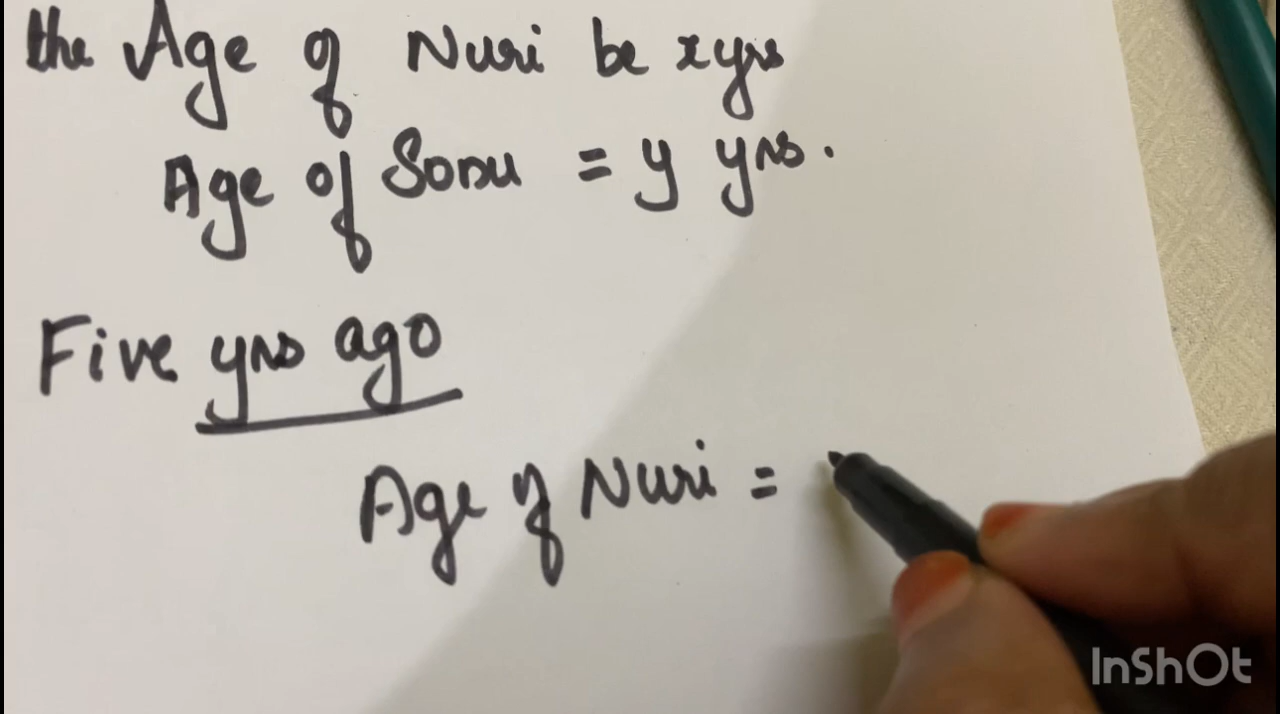 the Age of Nuri be x yrs
Age of Sonu = y yrs.
Five yrs ago
Age of Nuri =
InShOt